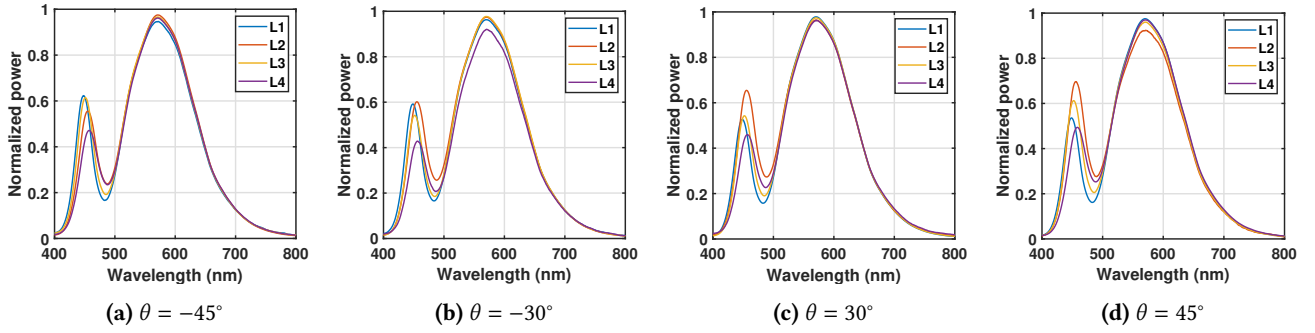 Normalized power
1
0.8
0.6
0.4
0.2
0
400 500 600 700 800
Wavelength (nm)
L1
L2
L3
L4
(a) θ = −45°
Normalized power
1
0.8
0.6
0.4
0.2
0
400 500 600 700 800
Wavelength (nm)
L1
L2
L3
L4
(b) θ = −30°
Normalized power
1
0.8
0.6
0.4
0.2
0
400 500 600 700 800
Wavelength (nm)
L1
L2
L3
L4
(c) θ = 30°
Normalized power
1
0.8
0.6
0.4
0.2
0
400 500 600 700 800
Wavelength (nm)
L1
L2
L3
L4
(d) θ = 45°